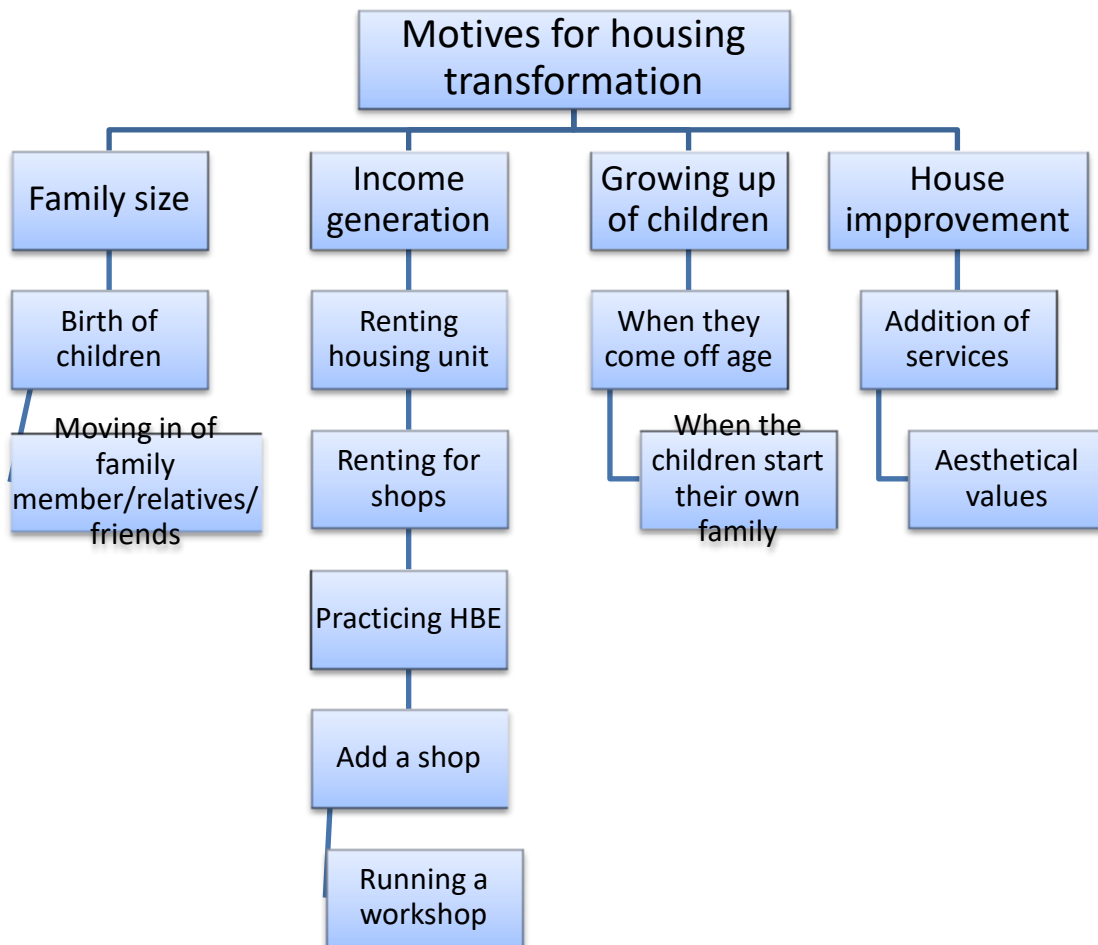 Motives for housing
transformation
Family size
Income
generation
Growing up
of children
House
impprovement
Birth of
children
Renting
housing unit
When they
come off age
Addition of
services
Moving in of
family
member/relatives/
friends
Renting for
shops
When the
children start
their own
family
Aesthetical
values
Practicing HBE
Add a shop
Running a
workshop